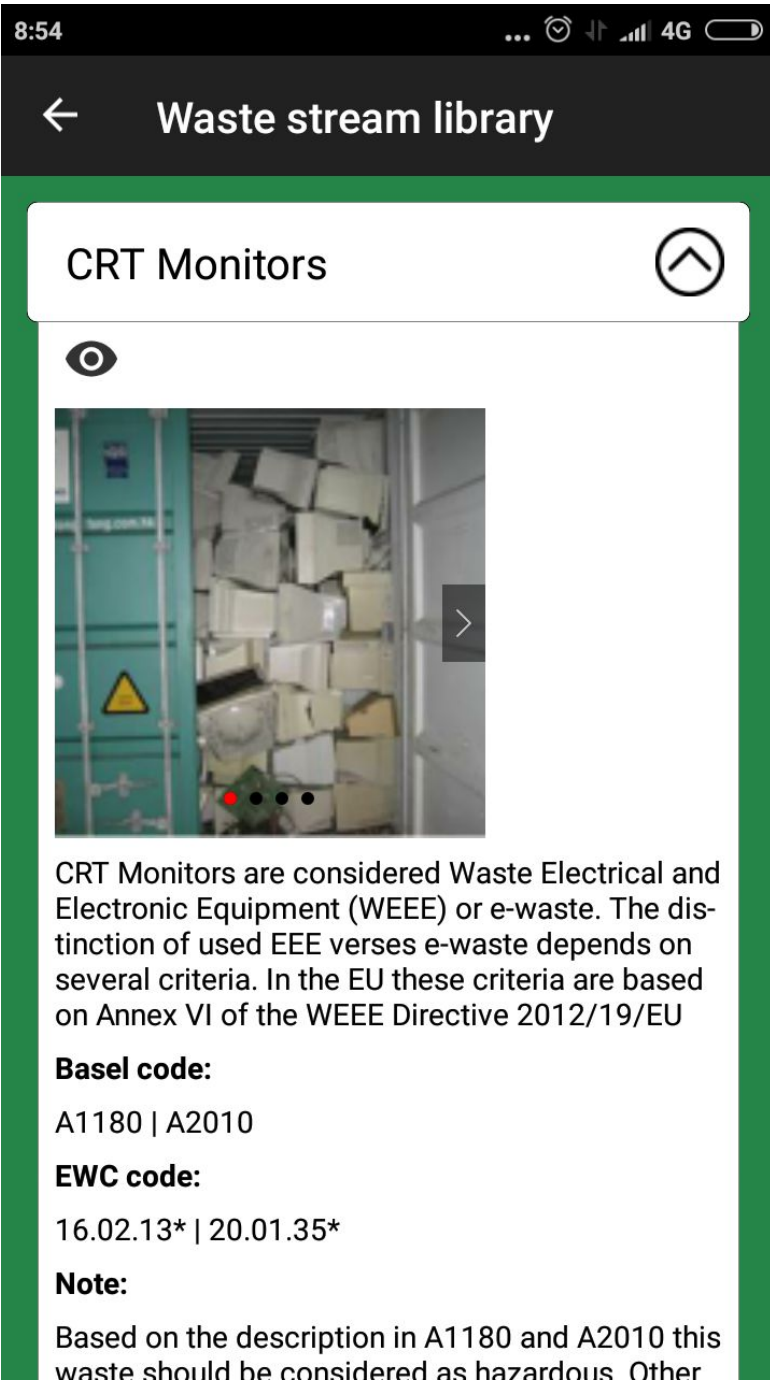 8:54
... 4G
Waste stream library
CRT Monitors
CRT Monitors are considered Waste Electrical and
Electronic Equipment (WEEE) or e-waste. The dis-
tinction of used EEE verses e-waste depends on
several criteria. In the EU these criteria are based
on Annex VI of the WEEE Directive 2012/19/EU
Basel code:
A1180 | A2010
EWC code:
16.02.13* | 20.01.35*
Note:
Based on the description in A1180 and A2010 this
waste should be considered as hazardous. Other